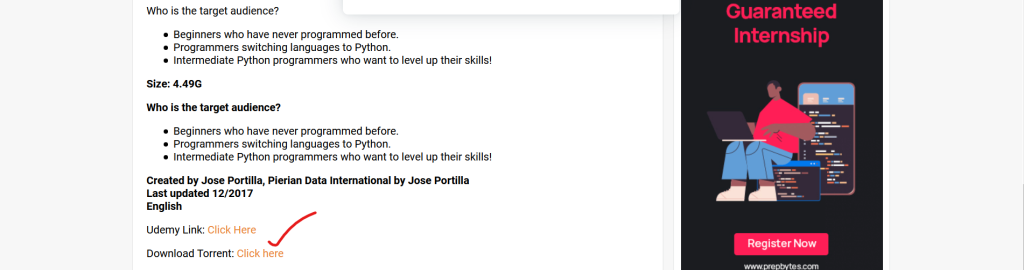 Who is the target audience?
Beginners who have never programmed before.
Programmers switching languages to Python.
Intermediate Python programmers who want to level up their skills!
Size: 4.49G
Who is the target audience?
Beginners who have never programmed before.
Programmers switching languages to Python.
Intermediate Python programmers who want to level up their skills!
Created by Jose Portilla, Pierian Data International by Jose Portilla
Last updated 12/2017
English
Udemy Link: Click Here
Download Torrent: Click here
Guaranteed
Internship
Register Now
www.prepbytes.com